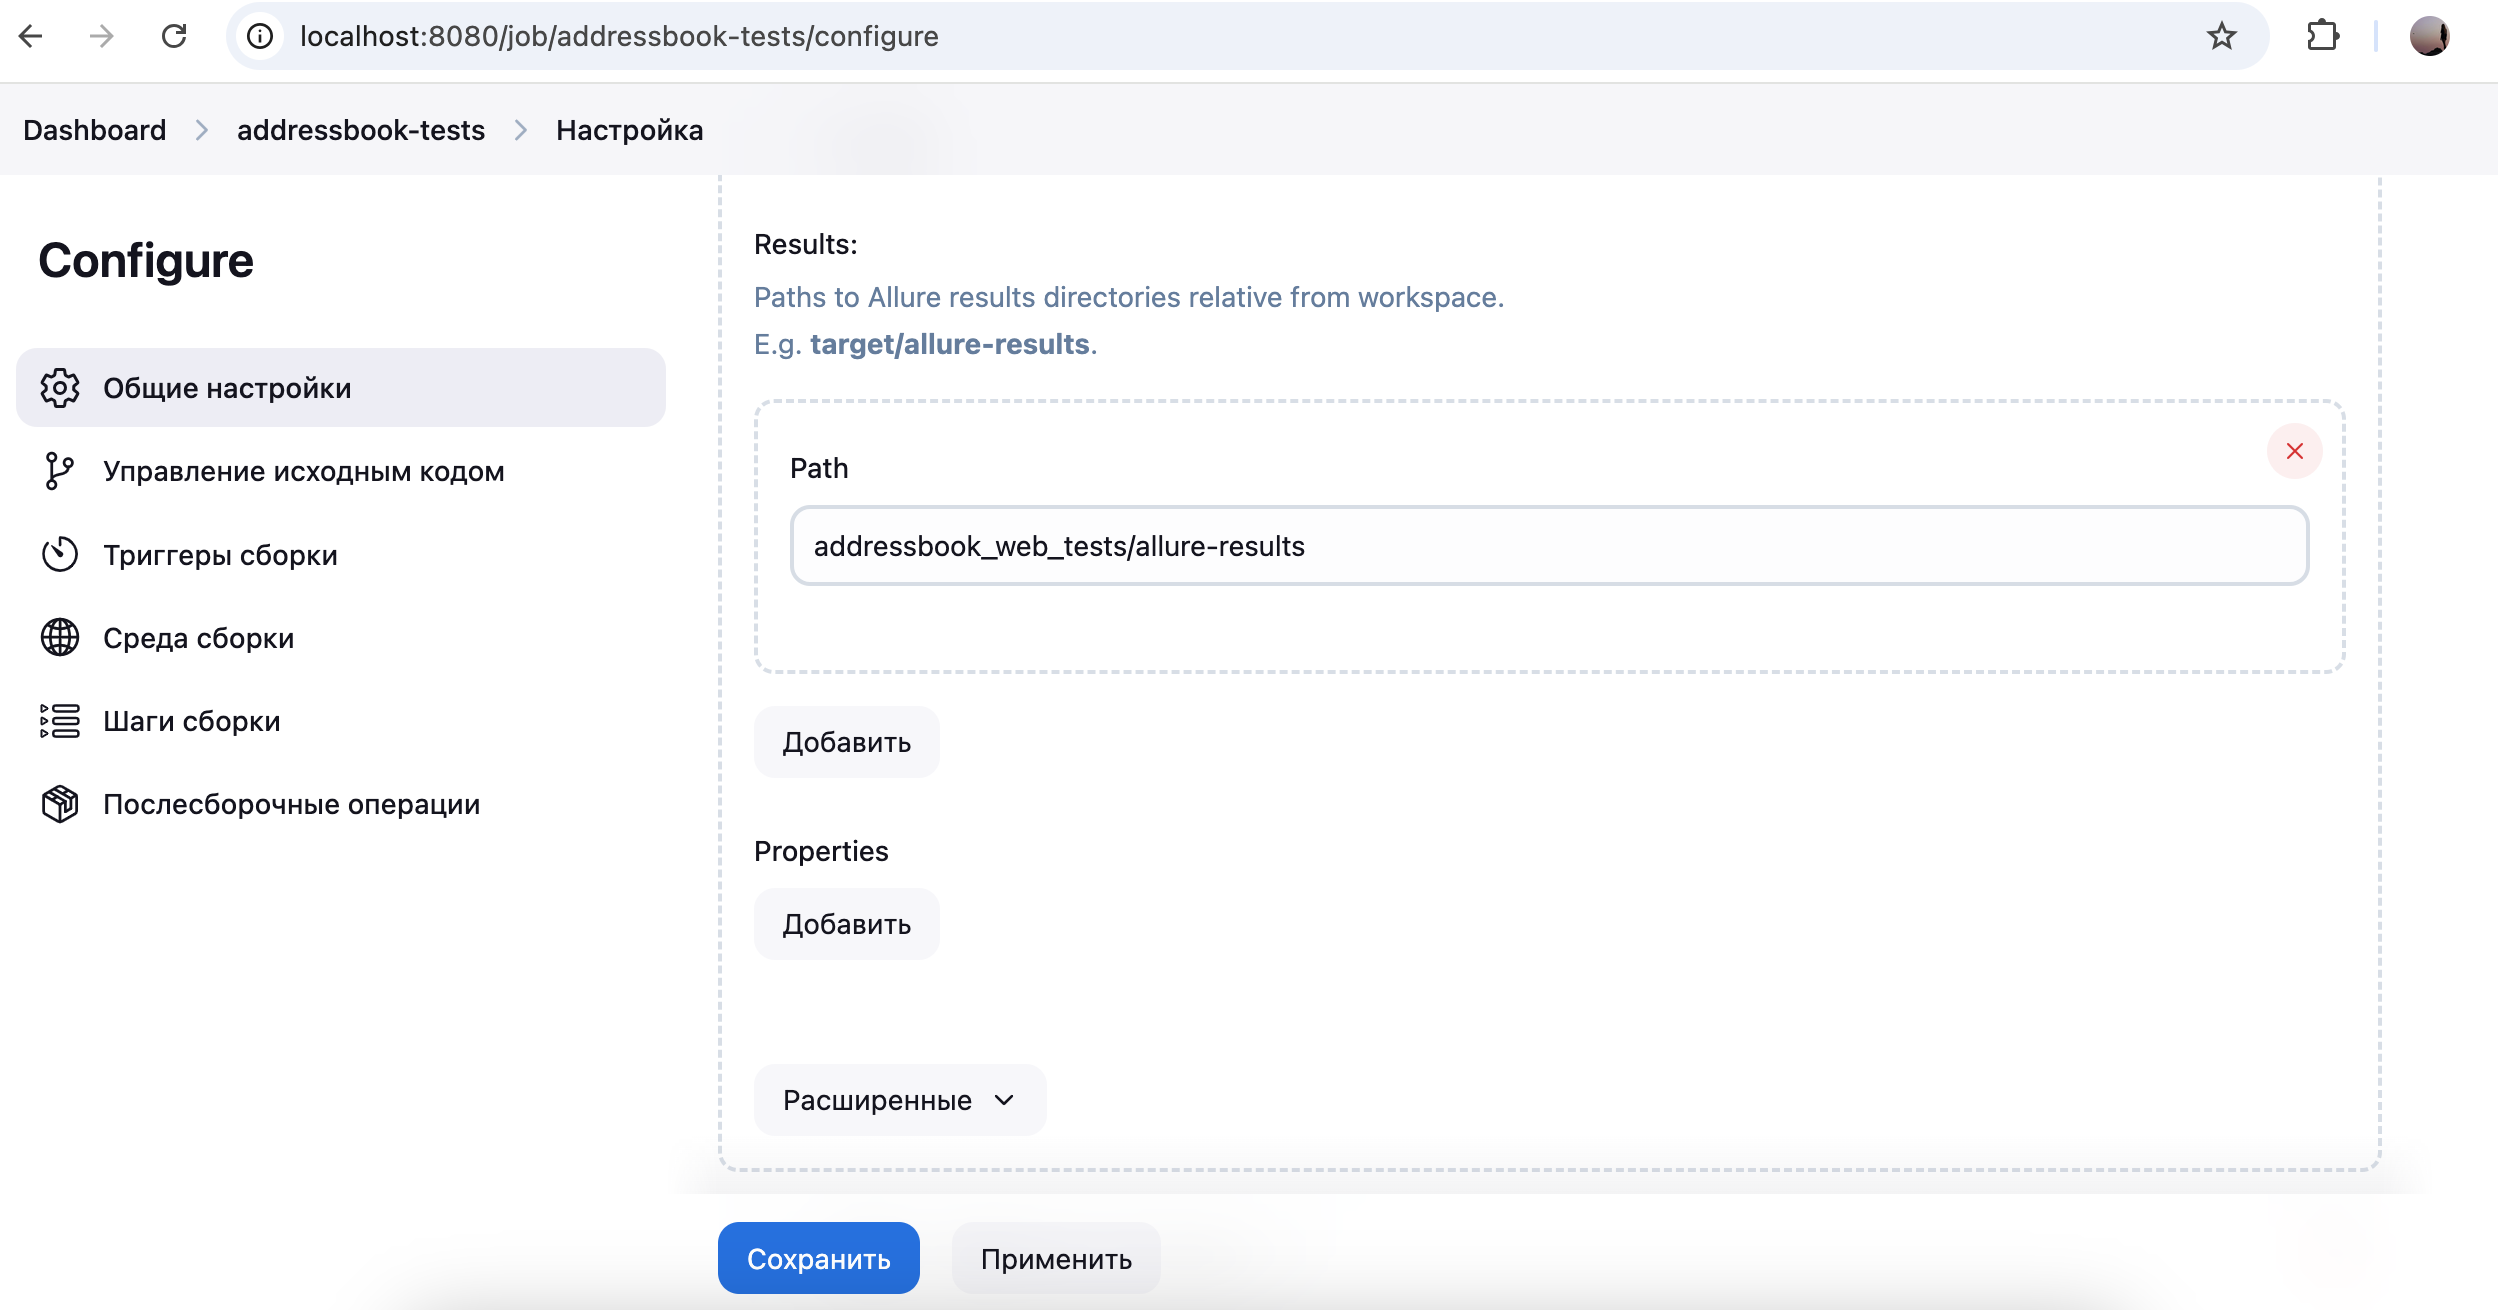 localhost:8080/job/addressbook-tests/configure
Dashboard > addressbook-tests > Настройка
Configure
Общие настройки
Управление исходным кодом
Триггеры сборки
Среда сборки
Шаги сборки
Послесборочные операции
Results:
Paths to Allure results directories relative from workspace.
E.g. target/allure-results.
Path
addressbook_web_tests/allure-results
Добавить
Properties
Добавить
Расширенные
Сохранить
Применить